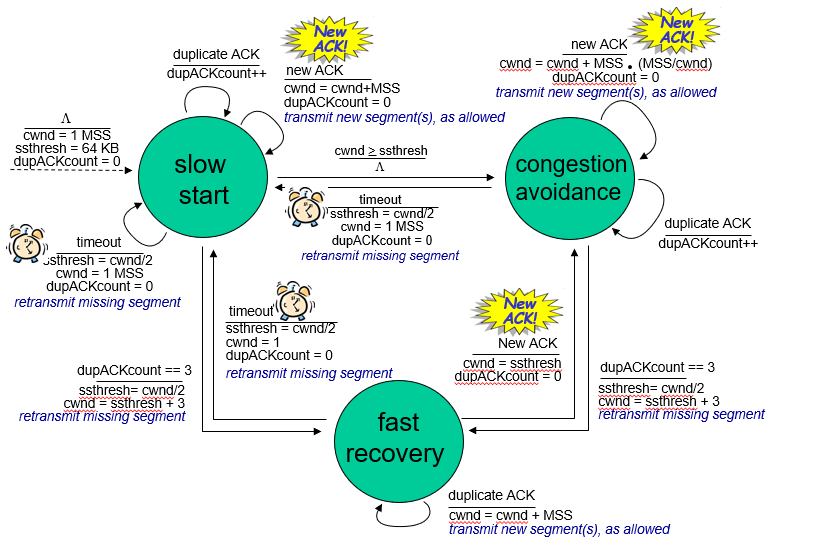 New
ACK!
duplicate ACK
dupACKcount++
new ACK
cwnd = cwnd+MSS
dupACKcount = 0
transmit new segment(s), as allowed
New
ACK!
new ACK
cwnd = cwnd + MSS • (MSS/cwnd)
dupACKcount = 0
transmit new segment(s), as allowed
Λ
cwnd = 1 MSS
ssthresh = 64 KB
dupACKcount = 0
slow
start
cwnd ≥ ssthresh
Λ
congestion
avoidance
timeout
ssthresh = cwnd/2
cwnd = 1 MSS
dupACKcount = 0
retransmit missing segment
duplicate ACK
dupACKcount++
timeout
ssthresh = cwnd/2
cwnd = 1 MSS
dupACKcount = 0
retransmit missing segment
timeout
ssthresh = cwnd/2
cwnd = 1
dupACKcount = 0
retransmit missing segment
New
ACK!
New ACK
cwnd = ssthresh
dupACKcount = 0
dupACKcount == 3
ssthresh= cwnd/2
cwnd = ssthresh + 3
retransmit missing segment
dupACKcount == 3
ssthresh= cwnd/2
cwnd = ssthresh + 3
retransmit missing segment
fast
recovery
duplicate ACK
cwnd = cwnd + MSS
transmit new segment(s), as allowed